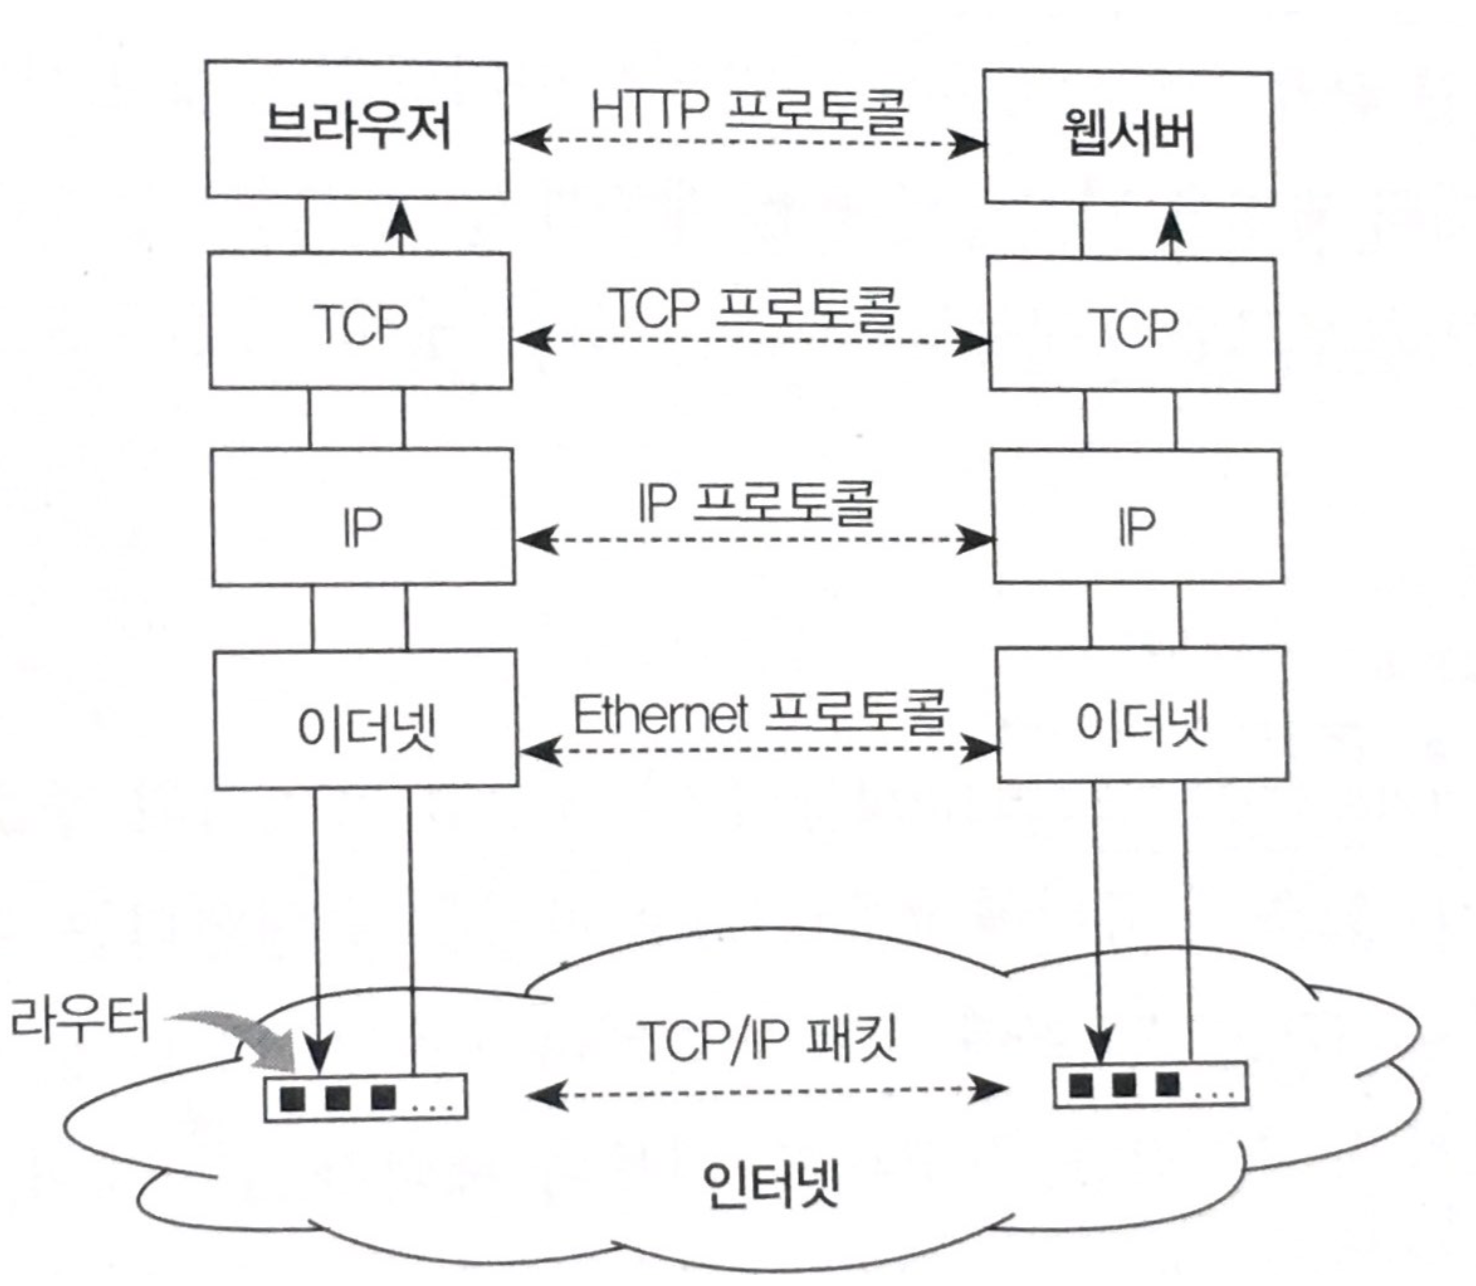 브라우저
HTTP 프로토콜
웹서버
TCP
TCP 프로토콜
TCP
IP
IP 프로토콜
IP
이더넷
Ethernet 프로토콜
이더넷
라우터
TCP/IP 패킷
...
...
인터넷